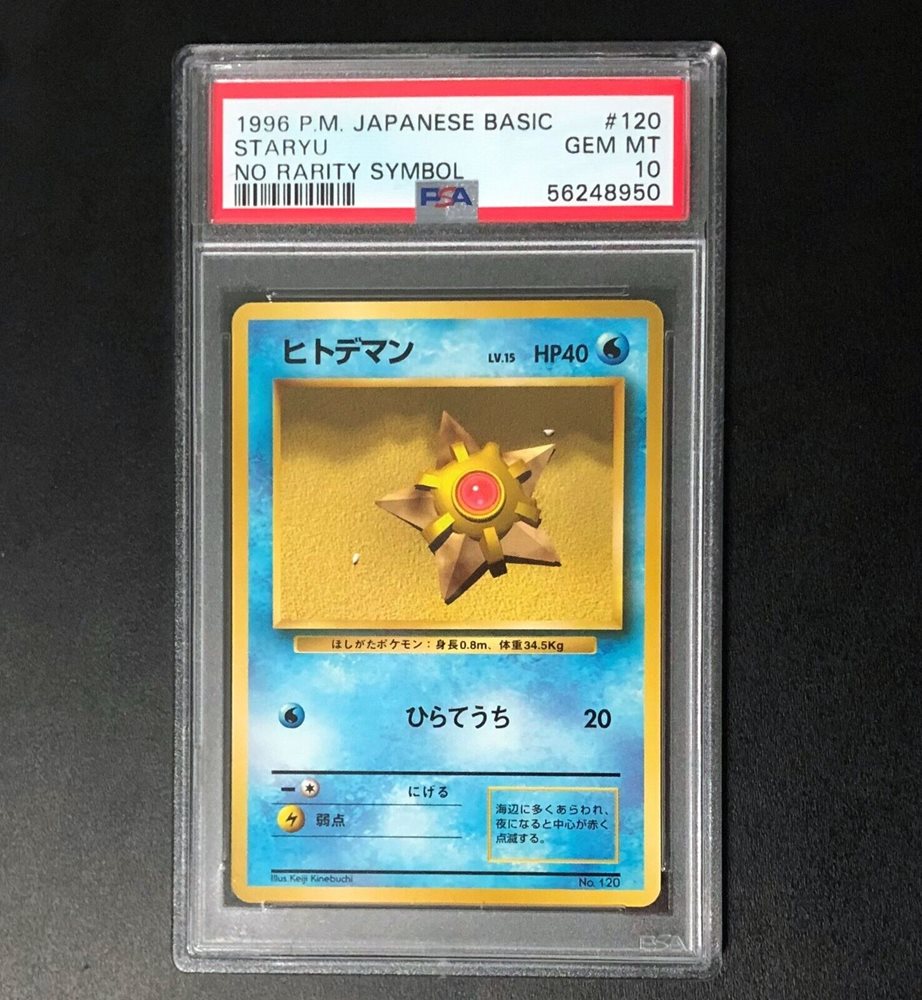 1996 P.M. JAPANESE BASIC #120
STARYU GEM MT
NO RARITY SYMBOL 10
PSA 56248950
ヒトデマン LV.15 HP40
ほしがたポケモン：身長0.8m、体重34.5Kg
ひらてうち 20
にげる
弱点
海辺に多くあらわれ、
夜になると中心が赤く
点滅する。
Illus. Keiji Kinebuchi No. 120
PSA